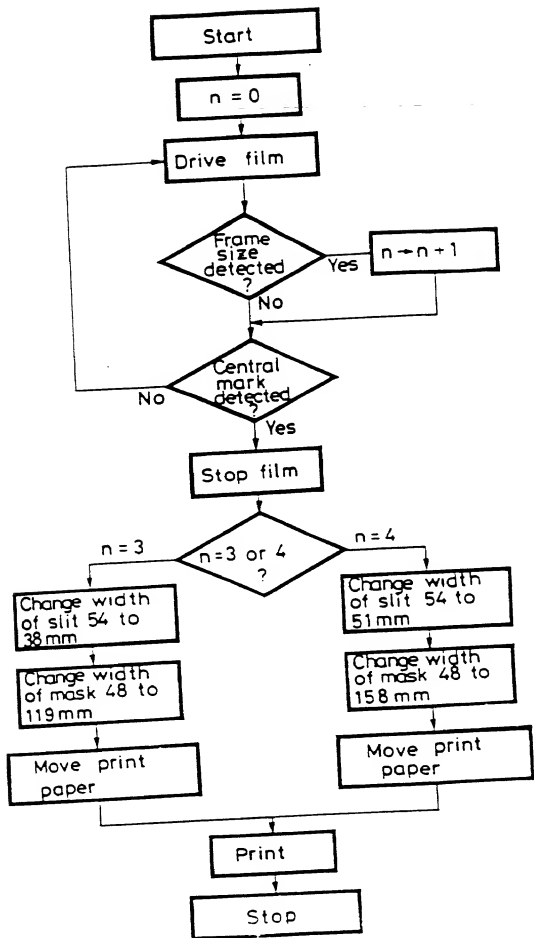 Start
n = 0
Drive film
Frame
size
detected
?
Yes
n → n + 1
No
Central
mark
detected
?
No
Yes
Stop film
n = 3
n=3 or 4
?
n = 4
Change width
of slit 54 to
38 mm
Change width
of slit 54 to
51 mm
Change width
of mask 48 to
119 mm
Change width
of mask 48 to
158 mm
Move print
paper
Move print
paper
Print
Stop